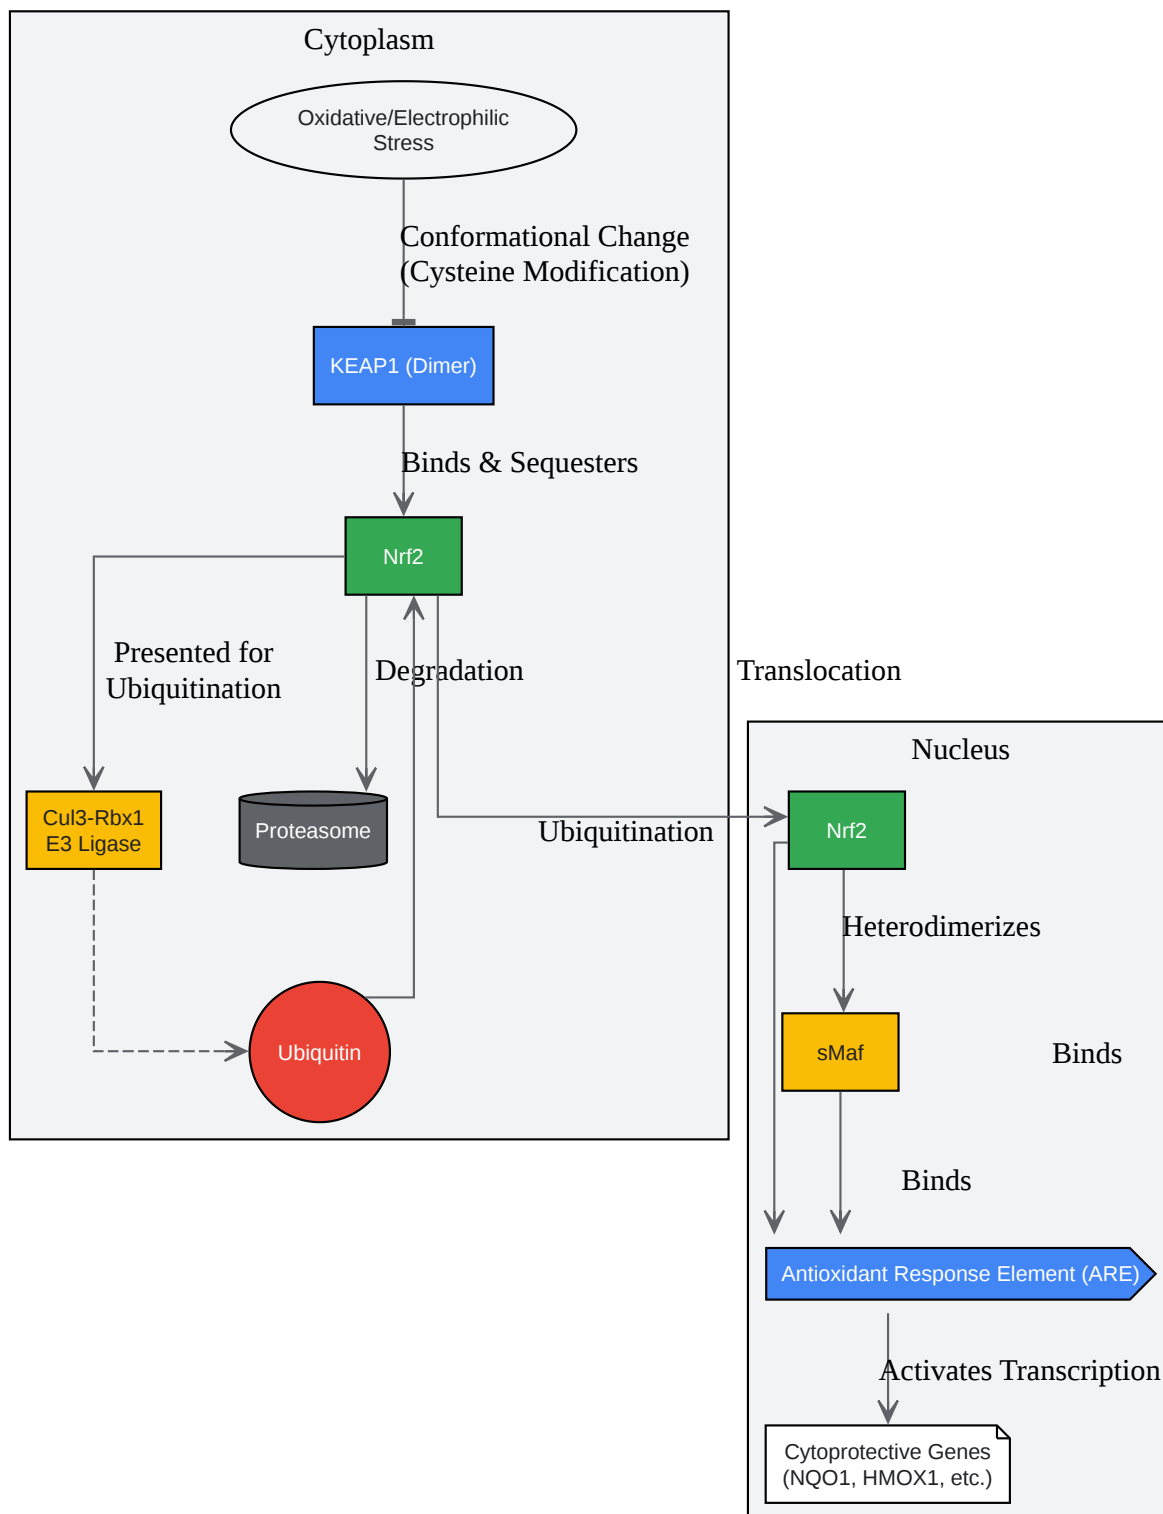 Cytoplasm
Oxidative/Electrophilic
Stress
Conformational Change
(Cysteine Modification)
KEAP1 (Dimer)
Binds & Sequesters
Nrf2
Presented for
Ubiquitination
Degradation
Translocation
Nucleus
Cul3-Rbx1
E3 Ligase
Proteasome
Ubiquitination
Nrf2
Heterodimerizes
Ubiquitin
sMaf
Binds
Binds
Antioxidant Response Element (ARE)
Activates Transcription
Cytoprotective Genes
(NQO1, HMOX1, etc.)